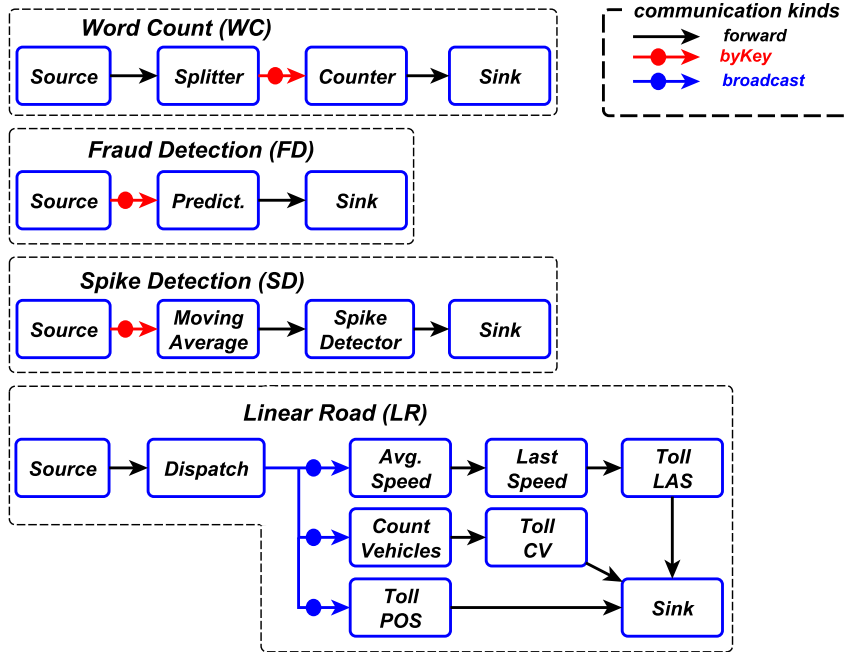 Word Count (WC)
Source
Splitter
Counter
Sink
communication kinds
forward
byKey
broadcast
Fraud Detection (FD)
Source
Predict.
Sink
Spike Detection (SD)
Source
Moving
Average
Spike
Detector
Sink
Linear Road (LR)
Source
Dispatch
Avg.
Speed
Last
Speed
Toll
LAS
Count
Vehicles
Toll
CV
Toll
POS
Sink